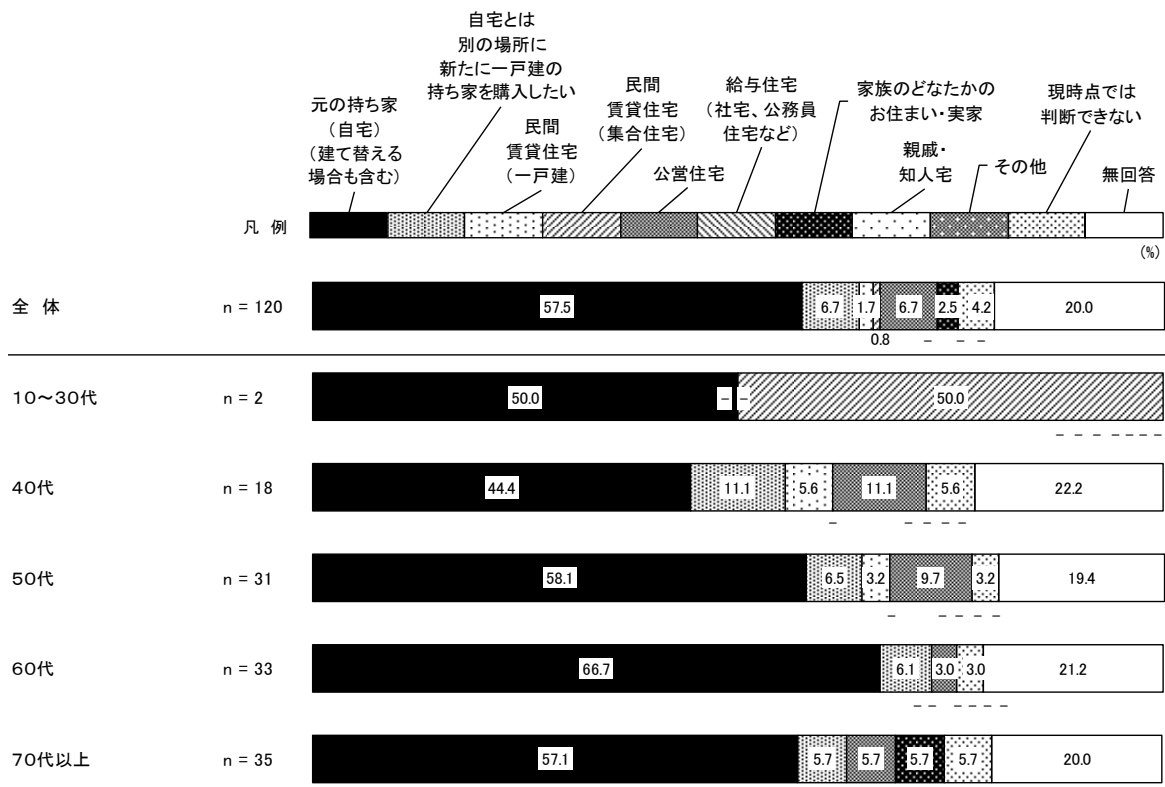 自宅とは
別の場所に
新たに一戸建の
持ち家を購入したい
元の持ち家
(自宅)
(建て替える
場合も含む)
民間
賃貸住宅
(一戸建)
民間
賃貸住宅
(集合住宅)
公営住宅
給与住宅
(社宅、公務員
住宅など)
家族のどなたかの
お住まい・実家
親戚・
知人宅
その他
現時点では
判断できない
無回答
凡 例
(%)
全 体 n = 120 57.5 6.7 1.7 6.7 2.5 4.2 20.0
0.8 – – –
10~30代 n = 2 50.0 – – 50.0
– – – – – – –
40代 n = 18 44.4 11.1 5.6 11.1 5.6 22.2
– – – – –
50代 n = 31 58.1 6.5 3.2 9.7 3.2 19.4
– – – – –
60代 n = 33 66.7 6.1 3.0 3.0 21.2
– – – – – –
70代以上 n = 35 57.1 5.7 5.7 5.7 5.7 20.0